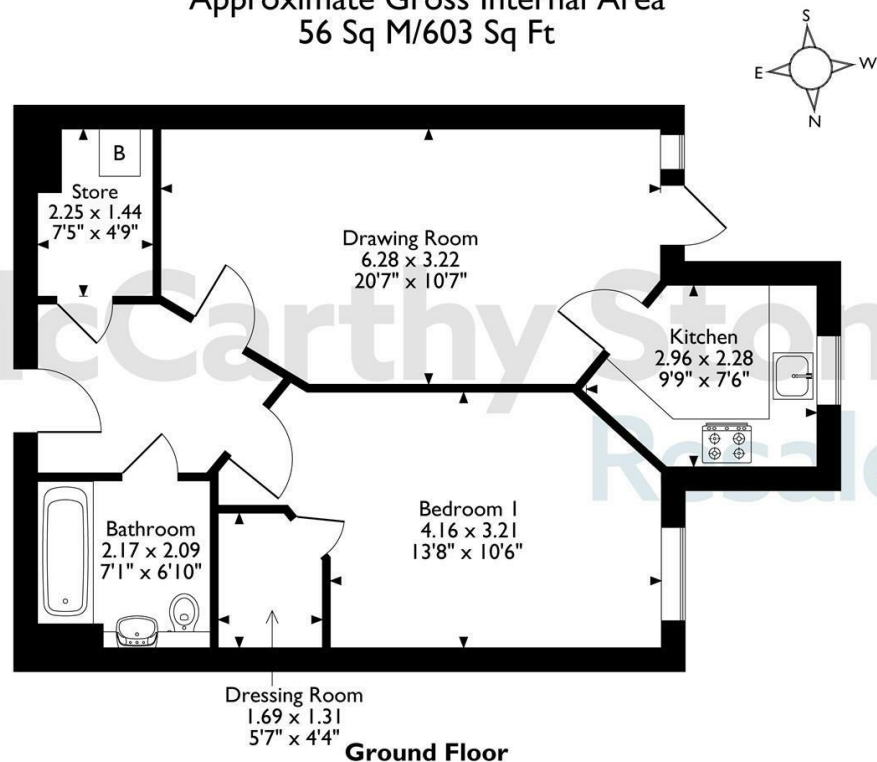 Approximate Gross Internal Area
56 Sq M/603 Sq Ft
S
E
W
N
B
Store
2.25 x 1.44
7'5" x 4'9"
Drawing Room
6.28 x 3.22
20'7" x 10'7"
Kitchen
2.96 x 2.28
9'9" x 7'6"
McCarthy Stone
Resales
Bedroom 1
4.16 x 3.21
13'8" x 10'6"
Bathroom
2.17 x 2.09
7'1" x 6'10"
Dressing Room
1.69 x 1.31
5'7" x 4'4"
Ground Floor